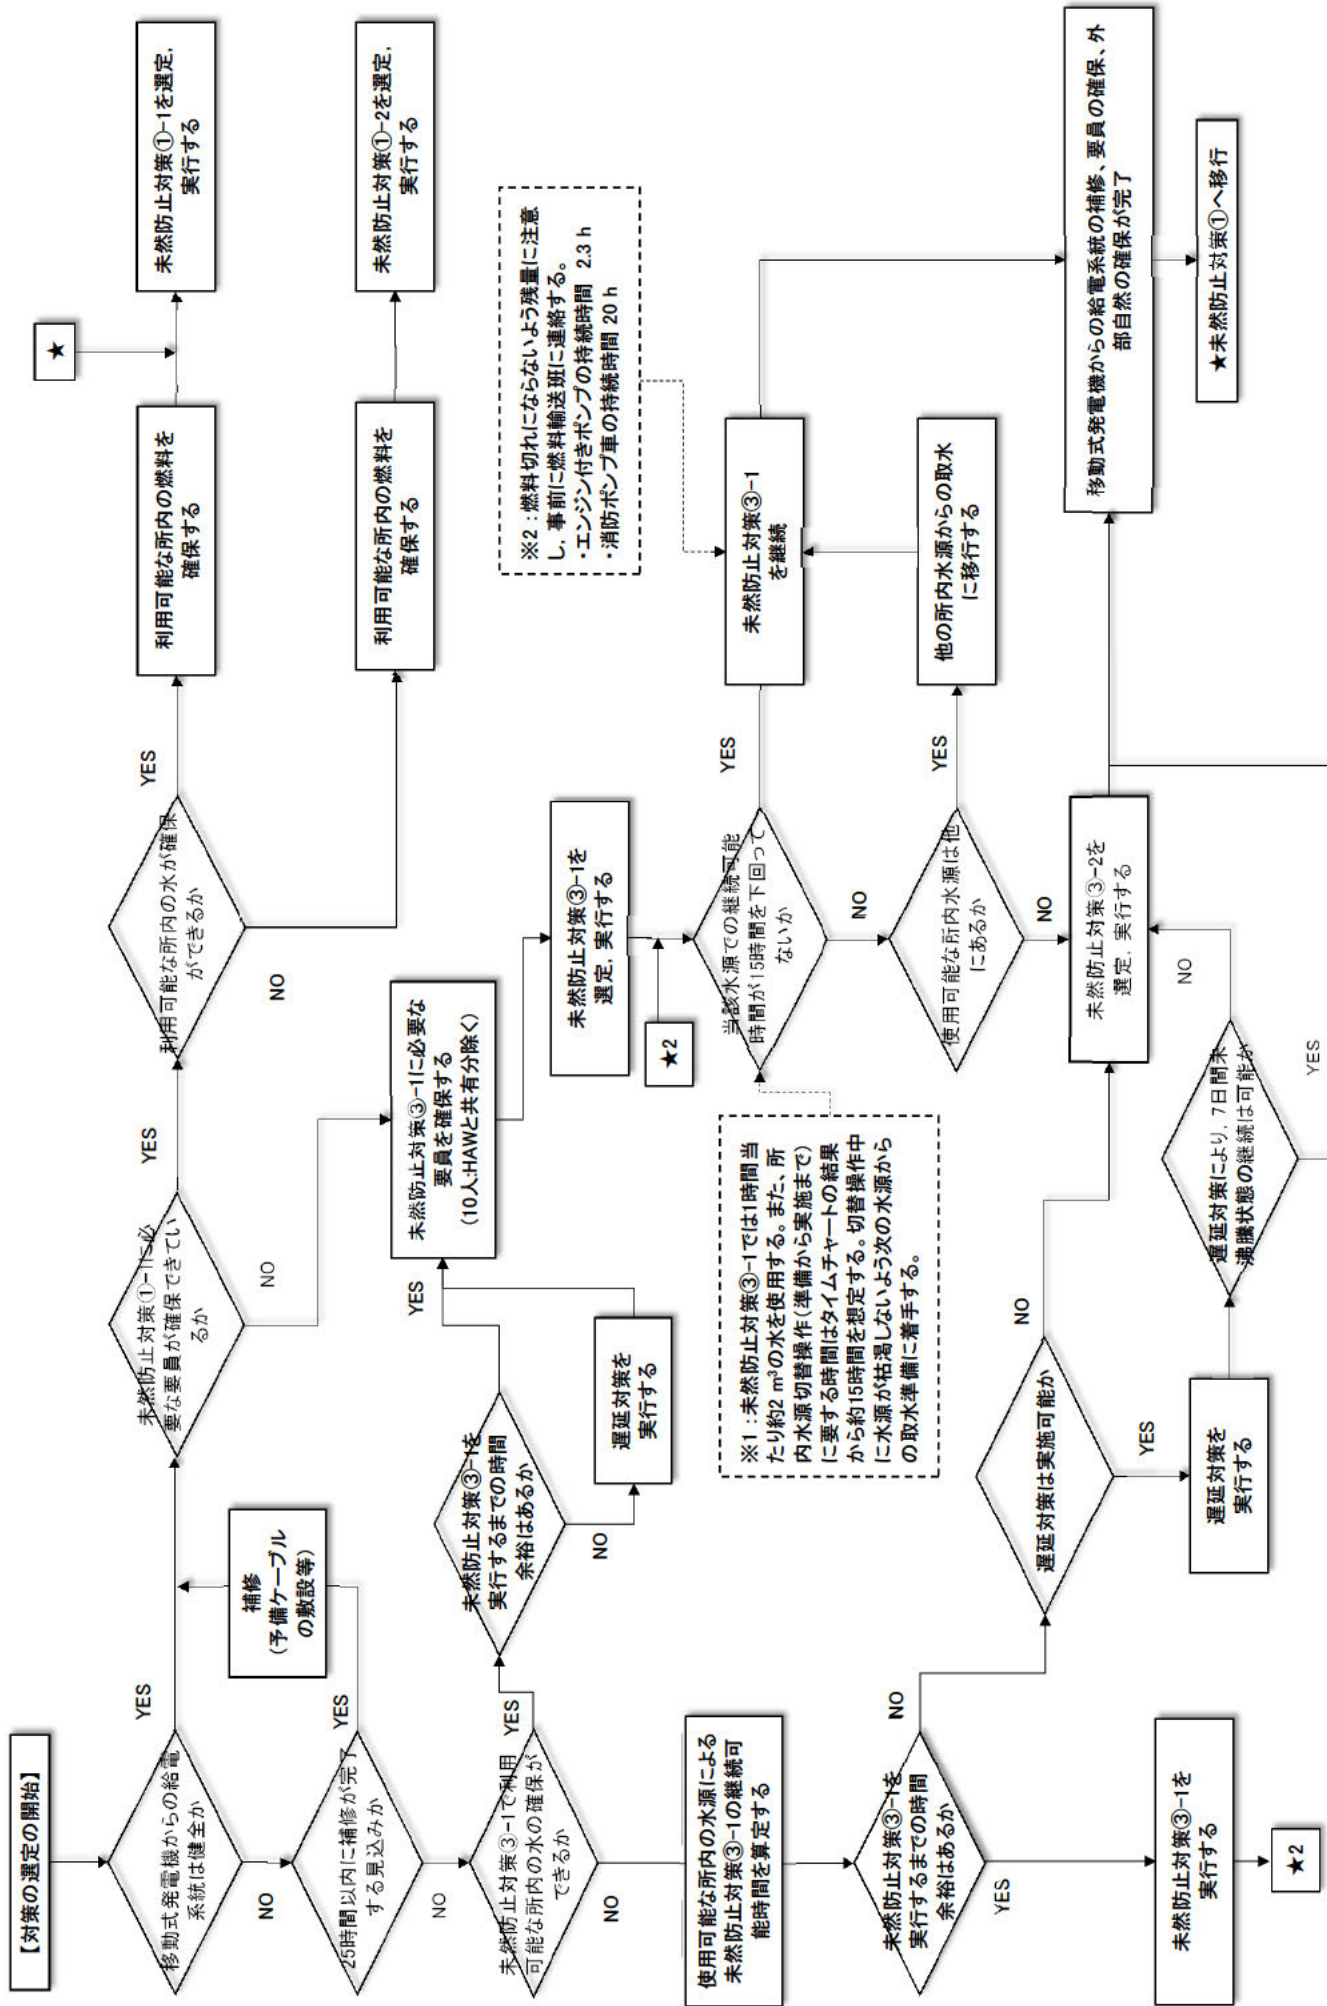 【対策の選定の開始】
移動式発電機からの給電
系統は健全か
YES
NO
25時間以内に補修が完了
する見込みか
YES
NO
補修
(予備ケーブル
の敷設等)
未然防止対策①-1に必
要な要員が確保できてい
るか
YES
NO
利用可能な所内の水が確保
ができるか
YES
NO
利用可能な所内の燃料を
確保する
★
未然防止対策①-1を選定,
実行する
利用可能な所内の燃料を
確保する
未然防止対策①-2を選定,
実行する
未然防止対策③-1で利用
可能な所内の水の確保が
できるか
YES
NO
未然防止対策③-1を
実行するまでの時間
余裕はあるか
YES
NO
遅延対策を
実行する
未然防止対策③-1に必要な
要員を確保する
(10人:HAWと共有分除く)
未然防止対策③-1を
選定, 実行する
★2
当該水源での継続可能
時間が15時間を下回って
ないか
YES
NO
未然防止対策③-1
を継続
※2：燃料切れにならないよう残量に注意
し, 事前に燃料輸送班に連絡する。
・エンジン付きポンプの持続時間 2.3 h
・消防ポンプ車の持続時間 20 h
使用可能な所内水源は他
にあるか
YES
NO
他の所内水源からの取水
に移行する
※1：未然防止対策③-1では1時間当
たり約2 m³の水を使用する。また、所
内水源切替操作(準備から実施まで)
に要する時間はタイムチャートの結果
から約15時間を想定する。切替操作中
に水源が枯渇しないよう次の水源から
の取水準備に着手する。
使用可能な所内の水源による
未然防止対策③-1の継続可
能時間を算定する
未然防止対策③-1を
実行するまでの時間
余裕はあるか
NO
YES
遅延対策は実施可能か
NO
YES
未然防止対策③-2を
選定, 実行する
移動式発電機からの給電系統の補修、要員の確保、外
部自然の確保が完了
★未然防止対策①へ移行
未然防止対策③-1を
実行する
★2
遅延対策を
実行する
遅延対策により, 7日間未
沸騰状態の継続は可能か
NO
YES